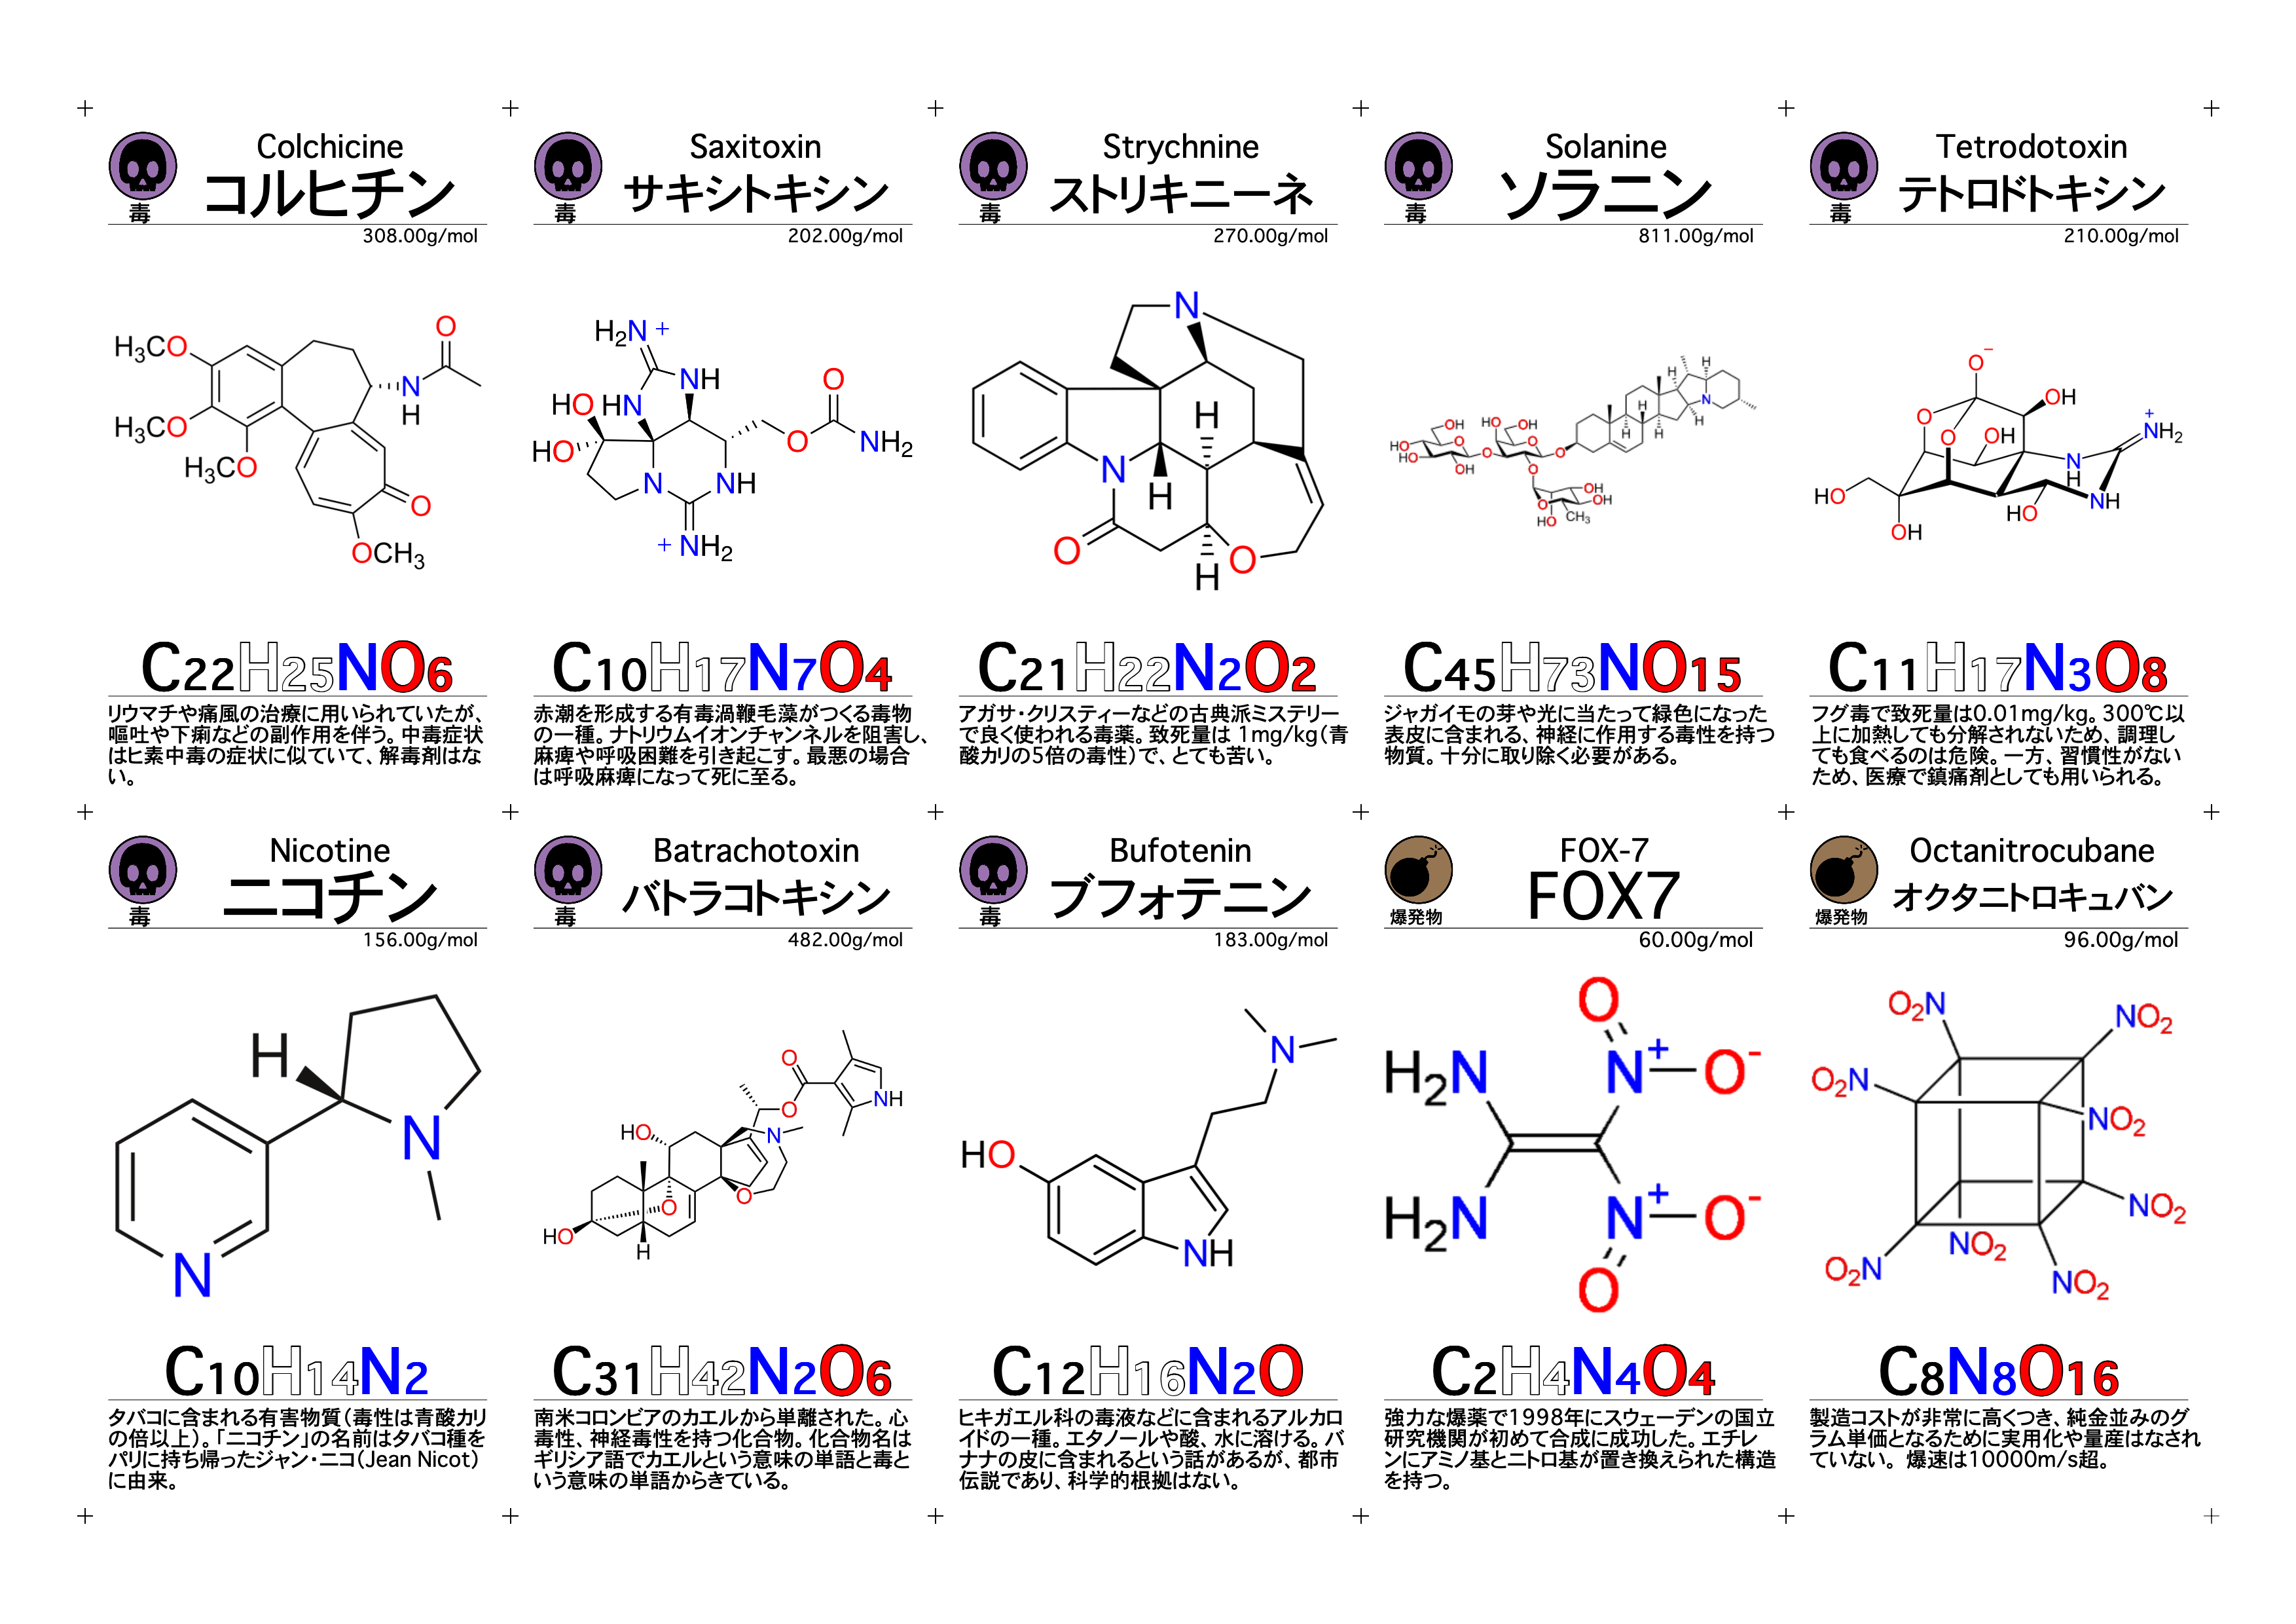 Colchicine
コルヒチン
毒
308.00g/mol
H3CO
O
H3CO
N
H
H3CO
O
OCH3
C22H25NO6
リウマチや痛風の治療に用いられていたが、
嘔吐や下痢などの副作用を伴う。中毒症状
はヒ素中毒の症状に似ていて、解毒剤はな
い。
Saxitoxin
サキシトキシン
毒
202.00g/mol
H2N +
NH
HO HN
O
HO
O NH2
N NH
+ NH2
C10H17N7O4
赤潮を形成する有毒渦鞭毛藻がつくる毒物
の一種。ナトリウムイオンチャンネルを阻害し、
麻痺や呼吸困難を引き起こす。最悪の場合
は呼吸麻痺になって死に至る。
Strychnine
ストリキニーネ
毒
270.00g/mol
N
H
N
H
O
O
H
C21H22N2O2
アガサ・クリスティーなどの古典派ミステリー
で良く使われる毒薬。致死量は 1mg/kg(青
酸カリの5倍の毒性)で、とても苦い。
Solanine
ソラニン
毒
811.00g/mol
H
H
H
N
H
H
H
H
OH
HO
OH
HO
O
O
HO
O
O
O
OH
OH
O
OH
O
OH
HO
CH3
C45H73NO15
ジャガイモの芽や光に当たって緑色になった
表皮に含まれる、神経に作用する毒性を持つ
物質。十分に取り除く必要がある。
Tetrodotoxin
テトロドトキシン
毒
210.00g/mol
O−
OH
O
O OH
+
NH2
N
H
HO
NH
HO
OH
C11H17N3O8
フグ毒で致死量は0.01mg/kg。300℃以
上に加熱しても分解されないため、調理し
ても食べるのは危険。一方、習慣性がない
ため、医療で鎮痛剤としても用いられる。
Nicotine
ニコチン
毒
156.00g/mol
H
N
N
C10H14N2
タバコに含まれる有害物質(毒性は青酸カリ
の倍以上)。「ニコチン」の名前はタバコ種を
パリに持ち帰ったジャン・ニコ(Jean Nicot)
に由来。
Batrachotoxin
バトラコトキシン
毒
482.00g/mol
O
O
NH
HO
N
O
O
HO
H
C31H42N2O6
南米コロンビアのカエルから単離された。心
毒性、神経毒性を持つ化合物。化合物名は
ギリシア語でカエルという意味の単語と毒と
いう意味の単語からきている。
Bufotenin
ブフォテニン
毒
183.00g/mol
N
HO
NH
C12H16N2O
ヒキガエル科の毒液などに含まれるアルカロ
イドの一種。エタノールや酸、水に溶ける。バ
ナナの皮に含まれるという話があるが、都市
伝説であり、科学的根拠はない。
FOX-7
FOX7
爆発物
60.00g/mol
O
H2N N+ O-
H2N N+ O-
O
C2H4N4O4
強力な爆薬で1998年にスウェーデンの国立
研究機関が初めて合成に成功した。エチレ
ンにアミノ基とニトロ基が置き換えられた構造
を持つ。
Octanitrocubane
オクタニトロキュバン
爆発物
96.00g/mol
O2N
NO2
O2N
NO2
NO2
NO2
O2N
NO2
C8N8O16
製造コストが非常に高くつき、純金並みのグ
ラム単価となるために実用化や量産はなされ
ていない。 爆速は10000m/s超。